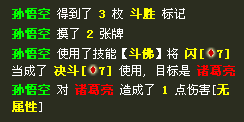 孙悟空 得到了 3 枚 斗胜 标记
孙悟空 摸了 2 张牌
孙悟空 使用了技能【斗佛】将 闪[♦7]
当成了 决斗[♦7] 使用，目标是 诸葛亮
孙悟空 对 诸葛亮 造成了 1 点伤害[无
属性]